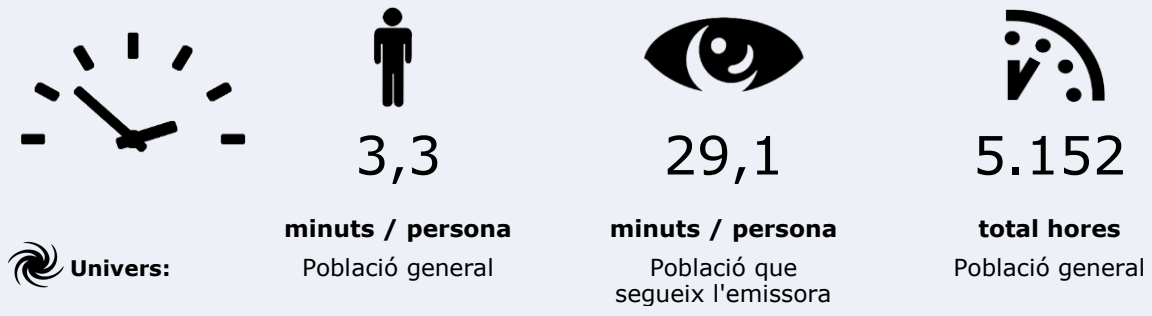 3,3
29,1
5.152
minuts / persona
minuts / persona
total hores
Univers:
Població general
Població que
segueix l'emissora
Població general